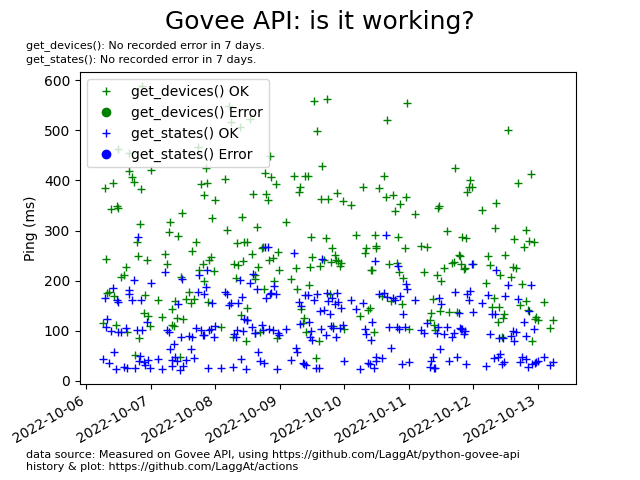 Govee API: is it working?
get_devices(): No recorded error in 7 days.
get_states(): No recorded error in 7 days.
get_devices() OK
get_devices() Error
get_states() OK
get_states() Error
Ping (ms)
600
500
400
300
200
100
0
2022-10-06
2022-10-07
2022-10-08
2022-10-09
2022-10-10
2022-10-11
2022-10-12
2022-10-13
data source: Measured on Govee API, using https://github.com/LaggAt/python-govee-api
history & plot: https://github.com/LaggAt/actions